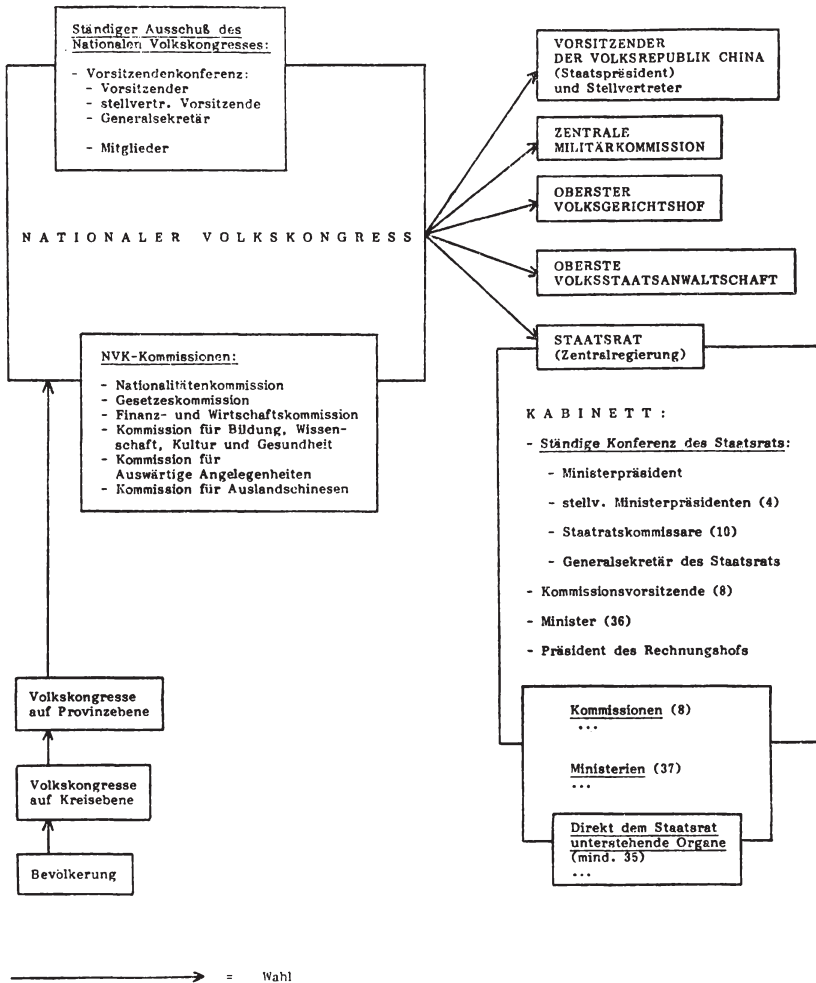 Ständiger Ausschuß des
Nationalen Volkskongresses:
- Vorsitzendenkonferenz:
- Vorsitzender
- stellvertr. Vorsitzende
- Generalsekretär
- Mitglieder
NATIONALER VOLKSKONGRESS
NVK-Kommissionen:
- Nationalitätenkommission
- Gesetzeskommission
- Finanz- und Wirtschaftskommission
- Kommission für Bildung, Wissen-
schaft, Kultur und Gesundheit
- Kommission für
Auswärtige Angelegenheiten
- Kommission für Auslandschinesen
Volkskongresse
auf Provinzebene
Volkskongresse
auf Kreisebene
Bevölkerung
VORSITZENDER
DER VOLKSREPUBLIK CHINA
(Staatspräsident)
und Stellvertreter
ZENTRALE
MILITÄRKOMMISSION
OBERSTER
VOLKSGERICHTSHOF
OBERSTE
VOLKSSTAATSANWALTSCHAFT
STAATSRAT
(Zentralregierung)
KABINETT:
- Ständige Konferenz des Staatsrats:
- Ministerpräsident
- stellv. Ministerpräsidenten (4)
- Staatratskommissare (10)
- Generalsekretär des Staatsrats
- Kommissionsvorsitzende (8)
- Minister (36)
- Präsident des Rechnungshofs
Kommissionen (8)
...
Ministerien (37)
...
Direkt dem Staatsrat
unterstehende Organe
(mind. 35)
...
= Wahl